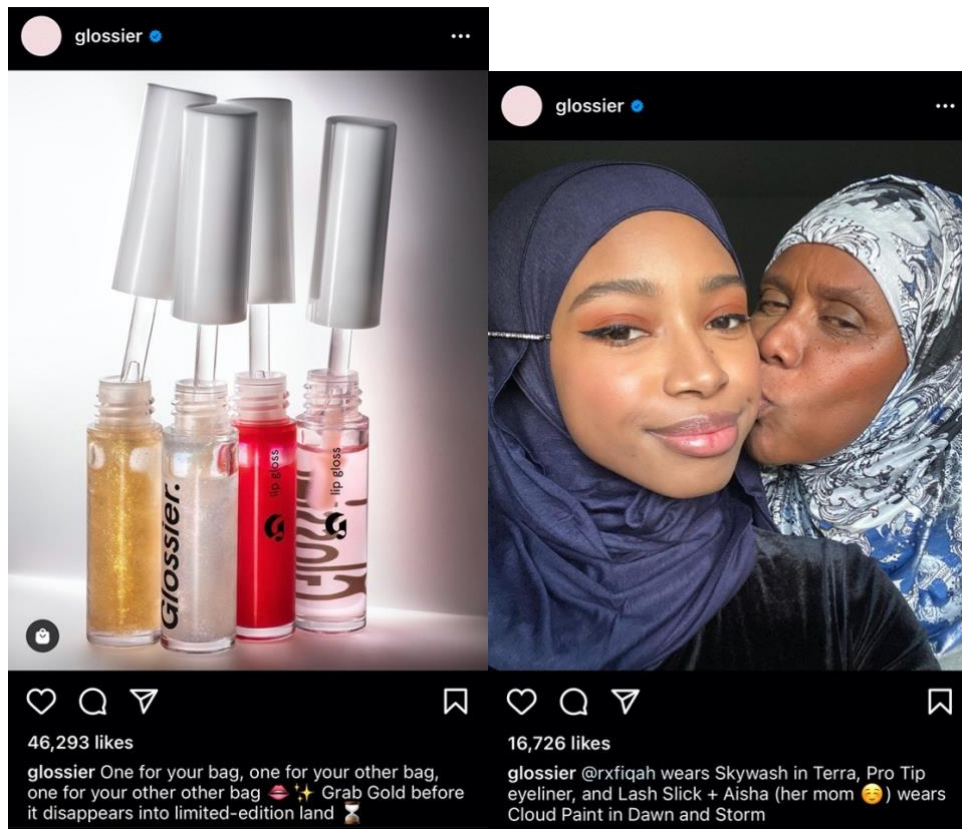 glossier
Glossier.
lip gloss
lip gloss
46,293 likes
glossier One for your bag, one for your other bag,
one for your other other bag 🫦✨ Grab Gold before
it disappears into limited-edition land ⏳
glossier
16,726 likes
glossier @rxfiqah wears Skywash in Terra, Pro Tip
eyeliner, and Lash Slick + Aisha (her mom ☺️) wears
Cloud Paint in Dawn and Storm